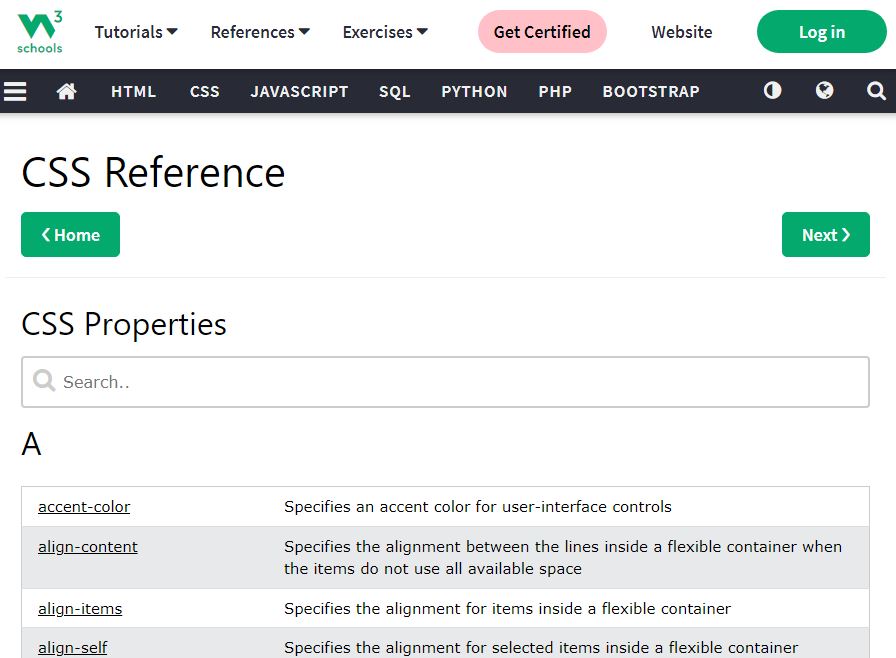 W3
schools
Tutorials
References
Exercises
Get Certified
Website
Log in
HTML
CSS
JAVASCRIPT
SQL
PYTHON
PHP
BOOTSTRAP
CSS Reference
❮ Home
Next ❯
CSS Properties
Search..
A
accent-color
Specifies an accent color for user-interface controls
align-content
Specifies the alignment between the lines inside a flexible container when
the items do not use all available space
align-items
Specifies the alignment for items inside a flexible container
align-self
Specifies the alignment for selected items inside a flexible container